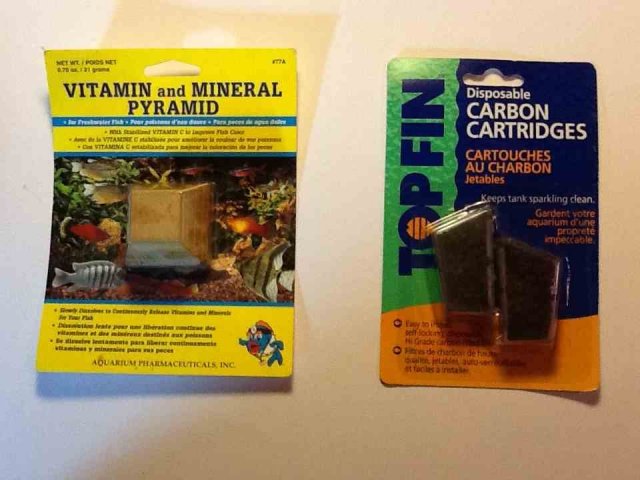 NET WT. / POIDS NET
0.75 oz. / 21 grams
#77A
VITAMIN and MINERAL
PYRAMID
• for Freshwater Fish • Pour poissons d'eau douce • Para peces de agua dulce
• With Stabilized VITAMIN C to Improve Fish Color
• Avec de la VITAMINE C stabilisée pour améliorer la couleur de vos poissons
• Con VITAMINA C estabilizada para mejorar la coloración de los peces
• Slowly Dissolves to Continuously Release Vitamins and Minerals
for Your Fish
• Dissolution lente pour une libération continue des
vitamines et des minéraux destinés aux poissons
• Se disuelve lentamente para liberar continuamente
vitaminas y minerales para sus peces
AQUARIUM PHARMACEUTICALS, INC.
TOP FIN
Disposable
CARBON
CARTRIDGES
CARTOUCHES
AU CHARBON
Jetables
Keeps tank sparkling clean.
Gardent votre
aquarium d'une
propreté
impeccable.
Easy to
self-locking
Hi Grade carbon
Filtres de charbon de haute
qualité, jetables,
et faciles à installer